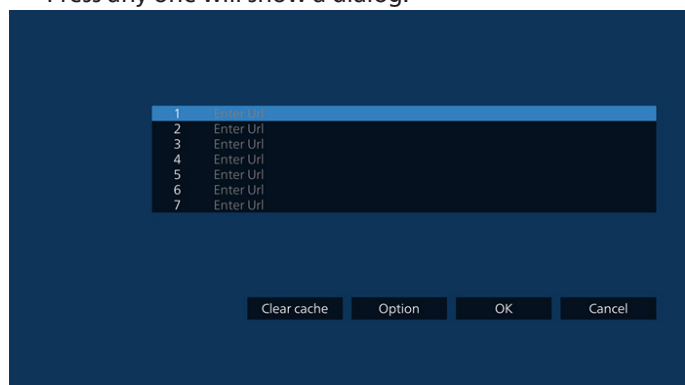 Press any one will show a dialog.
1 Enter Url
2 Enter Url
3 Enter Url
4 Enter Url
5 Enter Url
6 Enter Url
7 Enter Url
Clear cache Option OK Cancel